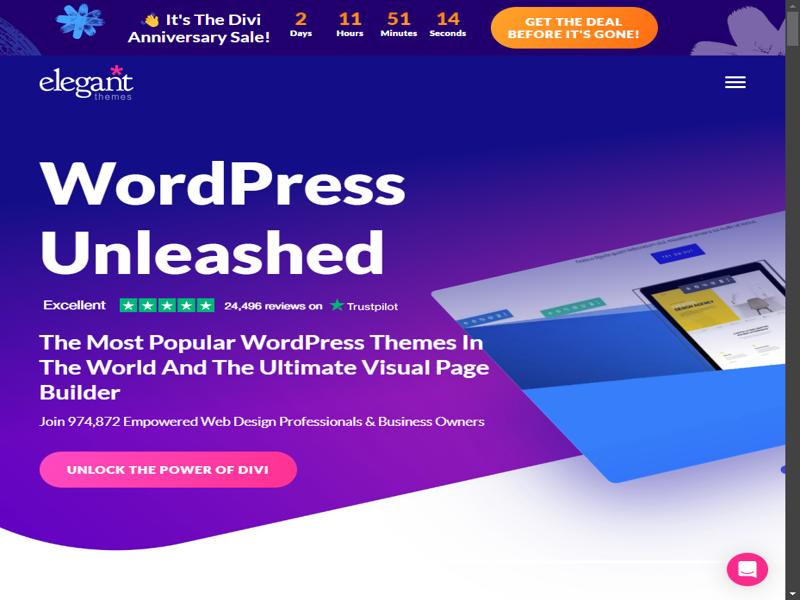 👋 It's The Divi
Anniversary Sale!
2
Days
11
Hours
51
Minutes
14
Seconds
GET THE DEAL
BEFORE IT'S GONE!
elegant
themes
WordPress
Unleashed
Excellent
24,496 reviews on
Trustpilot
The Most Popular WordPress Themes In
The World And The Ultimate Visual Page
Builder
Join 974,872 Empowered Web Design Professionals & Business Owners
UNLOCK THE POWER OF DIVI
DESIGN AGENCY